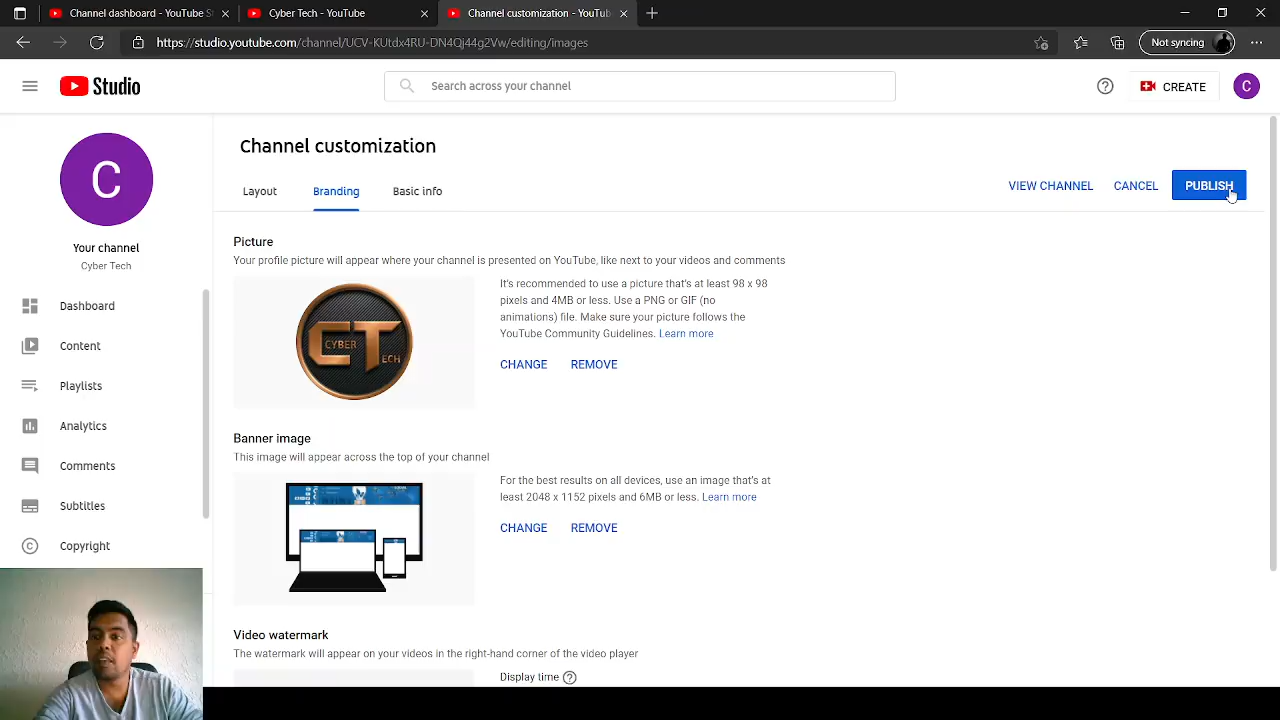 Channel dashboard - YouTube St
Cyber Tech - YouTube
Channel customization - YouTub
https://studio.youtube.com/channel/UCV-KUtdx4RU-DN4Qj44g2Vw/editing/images
Not syncing
Studio
Search across your channel
CREATE
C
C
Your channel
Cyber Tech
Dashboard
Content
Playlists
Analytics
Comments
Subtitles
Copyright
Channel customization
Layout
Branding
Basic info
VIEW CHANNEL
CANCEL
PUBLISH
Picture
Your profile picture will appear where your channel is presented on YouTube, like next to your videos and comments
CT
CYBER
ECH
It's recommended to use a picture that's at least 98 x 98
pixels and 4MB or less. Use a PNG or GIF (no
animations) file. Make sure your picture follows the
YouTube Community Guidelines. Learn more
CHANGE
REMOVE
Banner image
This image will appear across the top of your channel
For the best results on all devices, use an image that's at
least 2048 x 1152 pixels and 6MB or less. Learn more
CHANGE
REMOVE
Video watermark
The watermark will appear on your videos in the right-hand corner of the video player
Display time